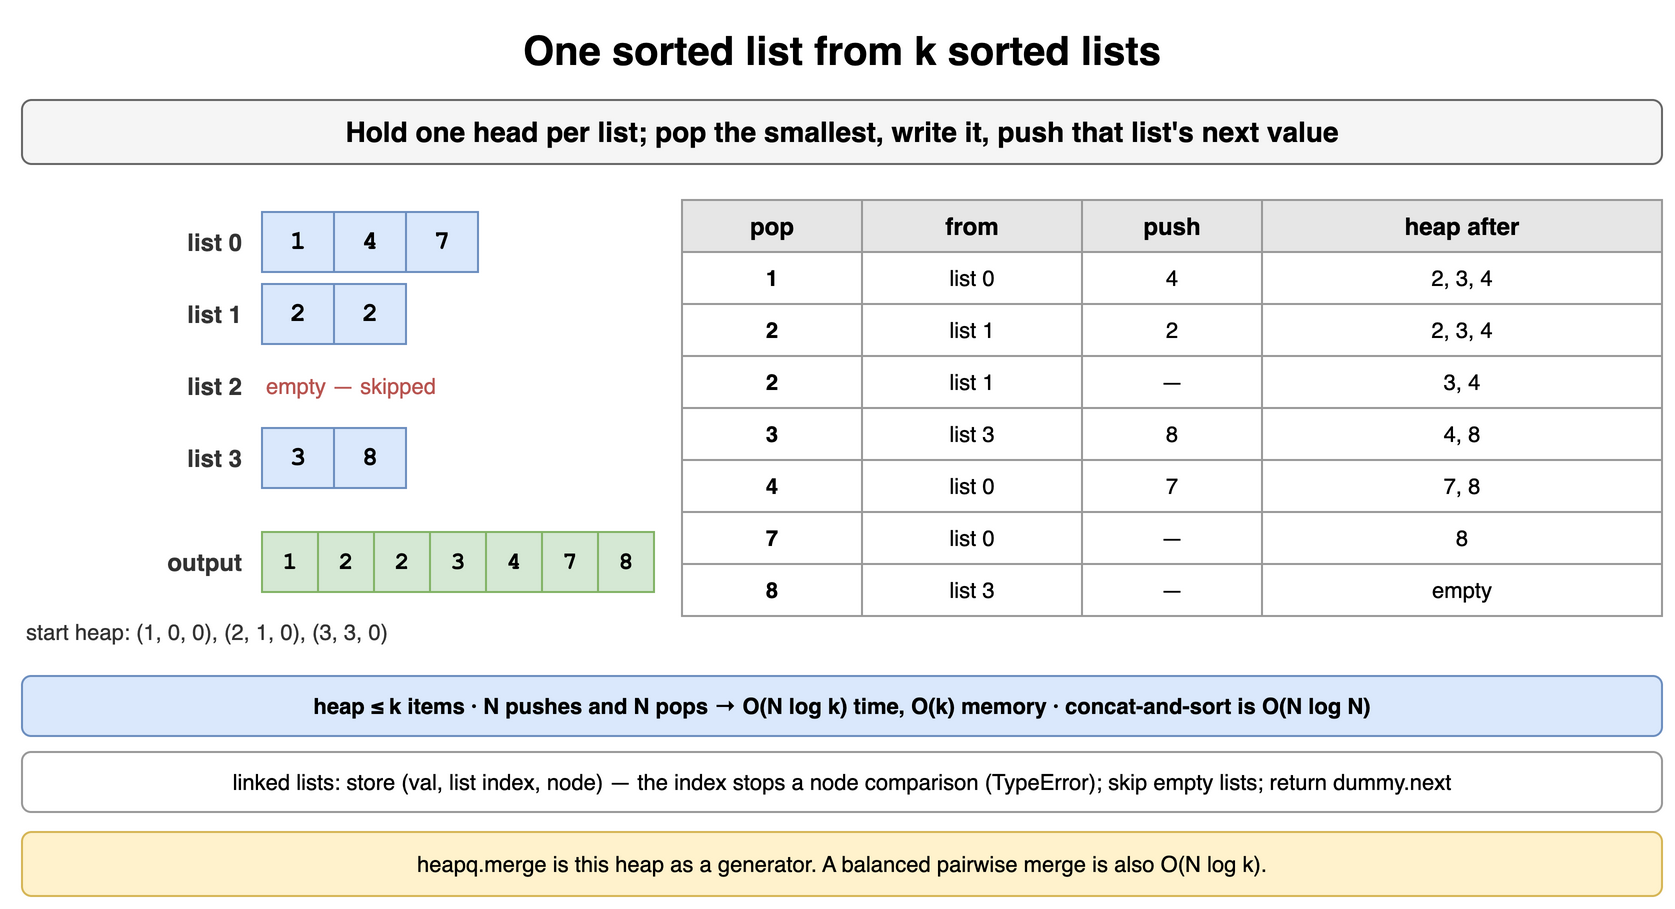 One sorted list from k sorted lists
Hold one head per list; pop the smallest, write it, push that list's next value
list 0 1 4 7
list 1 2 2
list 2 empty — skipped
list 3 3 8
output 1 2 2 3 4 7 8
start heap: (1, 0, 0), (2, 1, 0), (3, 3, 0)
pop from push heap after
1 list 0 4 2, 3, 4
2 list 1 2 2, 3, 4
2 list 1 — 3, 4
3 list 3 8 4, 8
4 list 0 7 7, 8
7 list 0 — 8
8 list 3 — empty
heap ≤ k items · N pushes and N pops → O(N log k) time, O(k) memory · concat-and-sort is O(N log N)
linked lists: store (val, list index, node) — the index stops a node comparison (TypeError); skip empty lists; return dummy.next
heapq.merge is this heap as a generator. A balanced pairwise merge is also O(N log k).